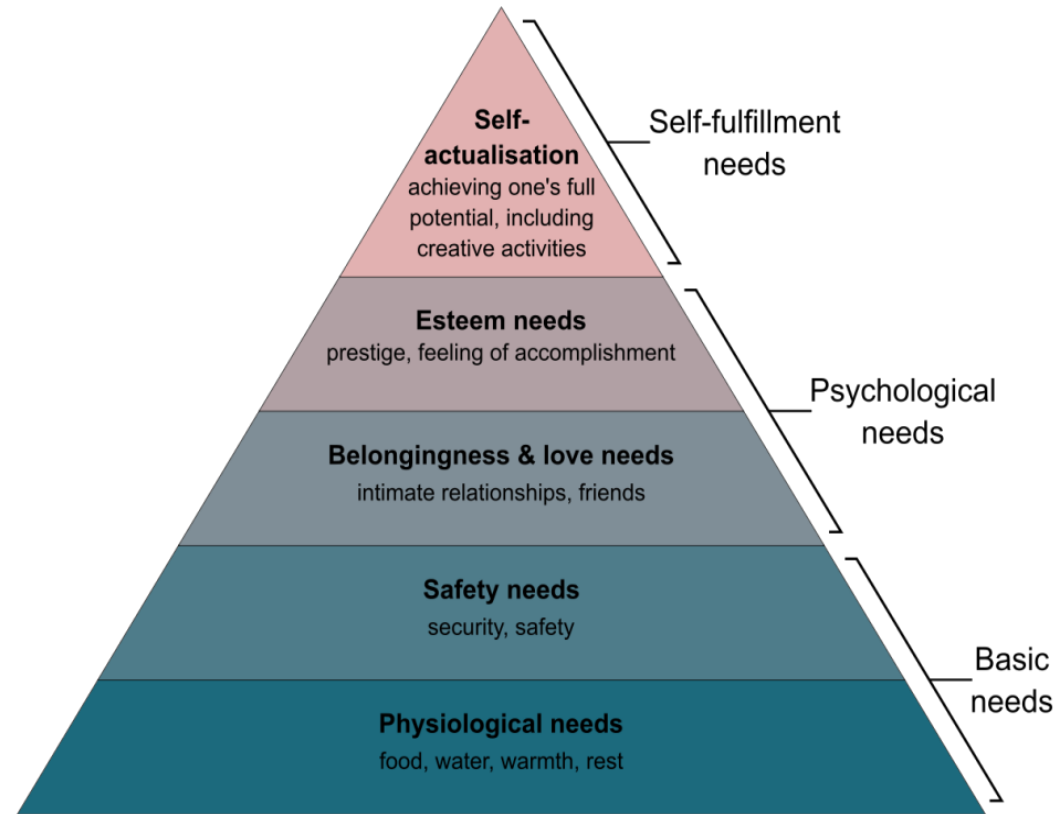 Self-
actualisation
achieving one's full
potential, including
creative activities
Self-fulfillment
needs
Esteem needs
prestige, feeling of accomplishment
Psychological
needs
Belongingness & love needs
intimate relationships, friends
Safety needs
security, safety
Basic
needs
Physiological needs
food, water, warmth, rest